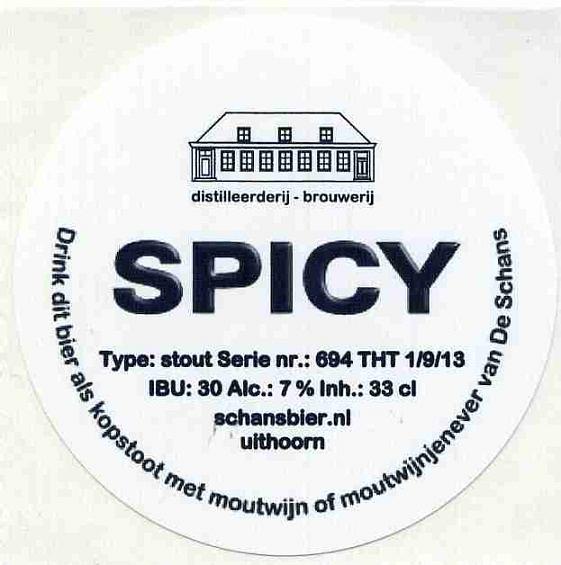 distilleerderij - brouwerij
SPICY
Type: stout Serie nr.: 694 THT 1/9/13
IBU: 30 Alc.: 7 % Inh.: 33 cl
schansbier.nl
uithoorn
Drink dit bier als kopstoot met moutwijn of moutwijnjenever van De Schans